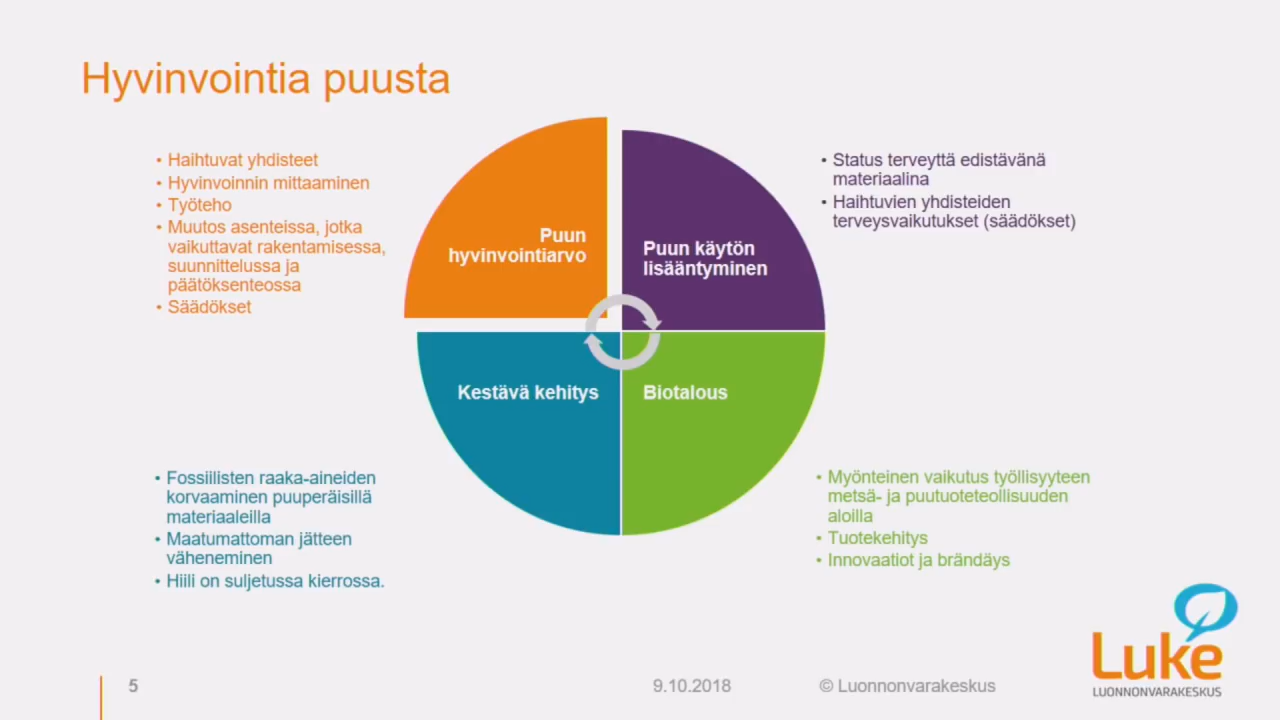 Hyvinvointia puusta
• Haihtuvat yhdisteet
• Hyvinvoinnin mittaaminen
• Työteho
• Muutos asenteissa, jotka
vaikuttavat rakentamisessa,
suunnittelussa ja
päätöksenteossa
• Säädökset
Puun
hyvinvointiarvo
Puun käytön
lisääntyminen
• Status terveyttä edistävänä
materiaalina
• Haihtuvien yhdisteiden
terveysvaikutukset (säädökset)
Kestävä kehitys
Biotalous
• Fossiilisten raaka-aineiden
korvaaminen puuperäisillä
materiaaleilla
• Maatumattoman jätteen
väheneminen
• Hiili on suljetussa kierrossa.
• Myönteinen vaikutus työllisyyteen
metsä- ja puutuoteteollisuuden
aloilla
• Tuotekehitys
• Innovaatiot ja brändäys
5
9.10.2018
© Luonnonvarakeskus
Luke
LUONNONVARAKESKUS